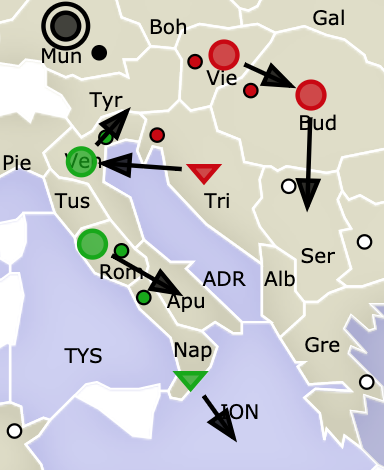 Gal
Boh
Mun
Vie
Tyr
Bud
Ven
Pie
Tus
Tri
Ser
Rom
ADR
Alb
Apu
Gre
TYS
Nap
ION